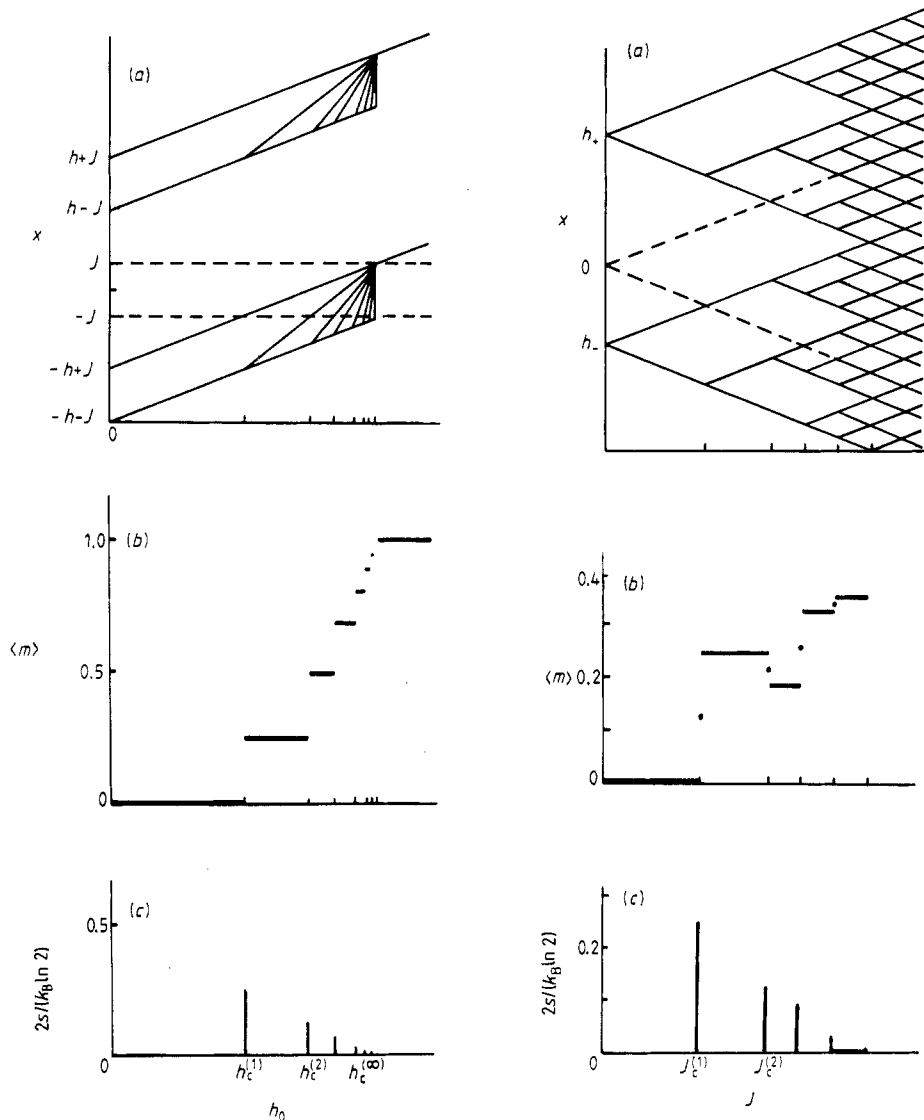 (a)
h+J
h-J
x
J
-J
-h+J
-h-J
0
(b)
1.0
⟨m⟩
0.5
0
(c)
0.5
2s/(k_B ln 2)
0
h_c^(1)
h_c^(2)
h_c^(∞)
h_0
(a)
h_+
x
0
h_-
(b)
0.4
⟨m⟩ 0.2
0
(c)
0.2
2s/(k_B ln 2)
0
J_c^(1)
J_c^(2)
J